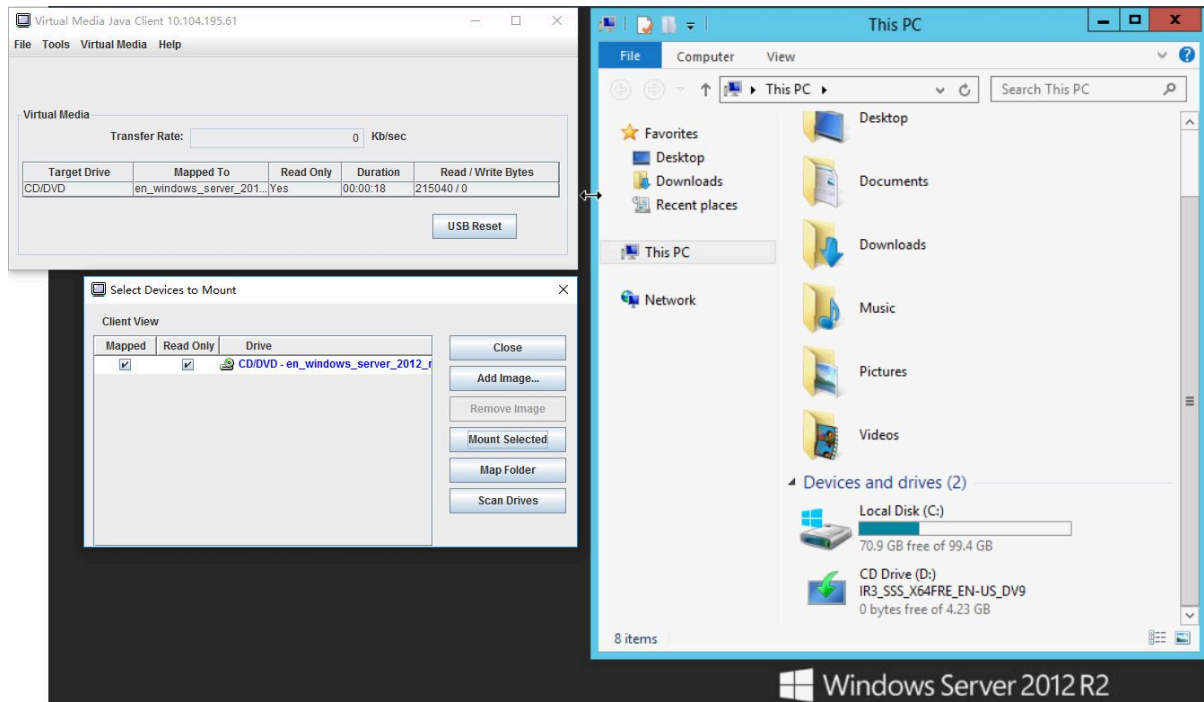 Virtual Media Java Client 10.104.195.61
File Tools Virtual Media Help
Virtual Media
Transfer Rate: 0 Kb/sec
Target Drive Mapped To Read Only Duration Read / Write Bytes
CD/DVD en_windows_server_201... Yes 00:00:18 215040 / 0
USB Reset
Select Devices to Mount
Client View
Mapped Read Only Drive
CD/DVD - en_windows_server_2012_r
Close
Add Image...
Remove Image
Mount Selected
Map Folder
Scan Drives
This PC
File Computer View
This PC
Search This PC
Favorites
Desktop
Downloads
Recent places
This PC
Network
Desktop
Documents
Downloads
Music
Pictures
Videos
Devices and drives (2)
Local Disk (C:)
70.9 GB free of 99.4 GB
CD Drive (D:)
IR3_SSS_X64FRE_EN-US_DV9
0 bytes free of 4.23 GB
8 items
Windows Server 2012 R2